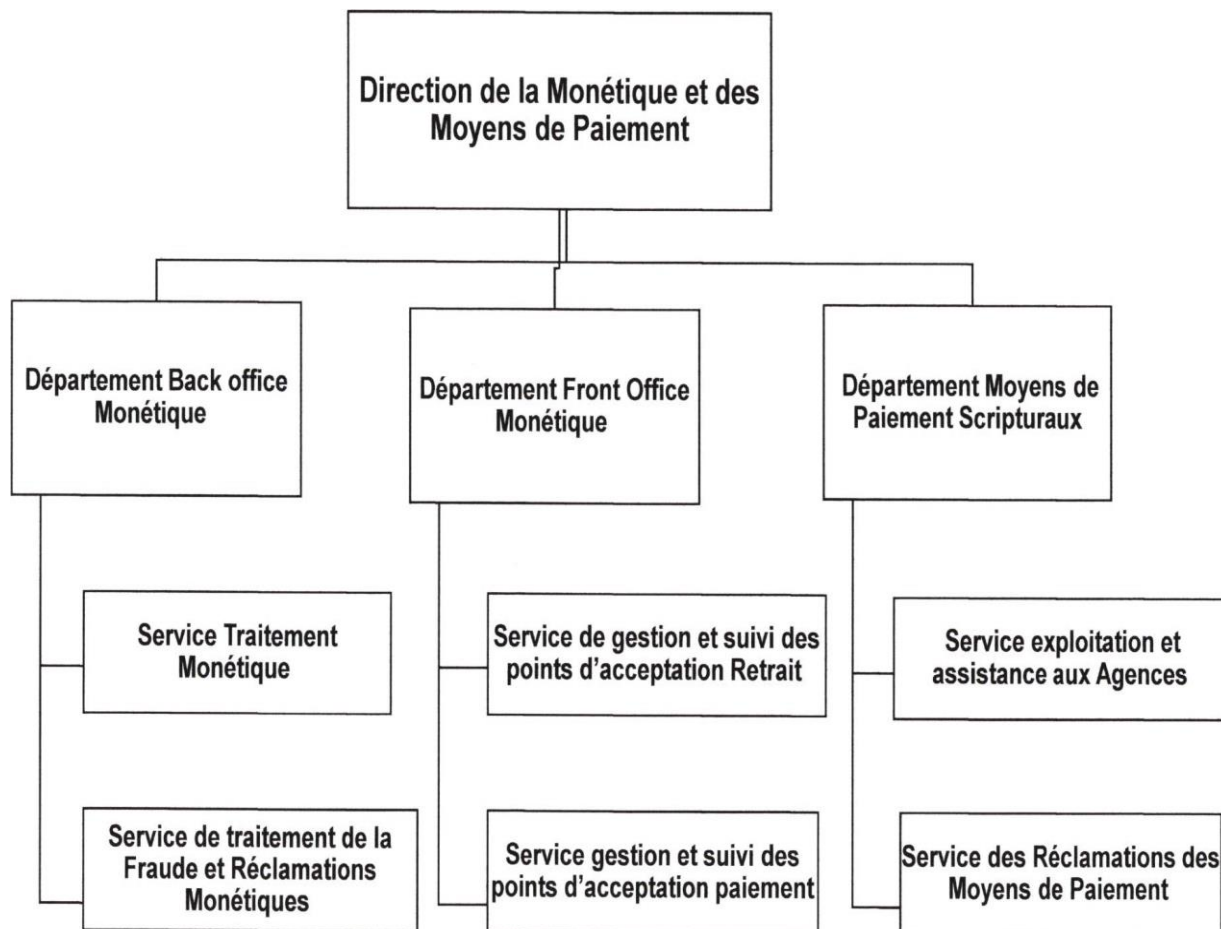 Direction de la Monétique et des
Moyens de Paiement
Département Back office
Monétique
Département Front Office
Monétique
Département Moyens de
Paiement Scripturaux
Service Traitement
Monétique
Service de gestion et suivi des
points d'acceptation Retrait
Service exploitation et
assistance aux Agences
Service de traitement de la
Fraude et Réclamations
Monétiques
Service gestion et suivi des
points d'acceptation paiement
Service des Réclamations des
Moyens de Paiement